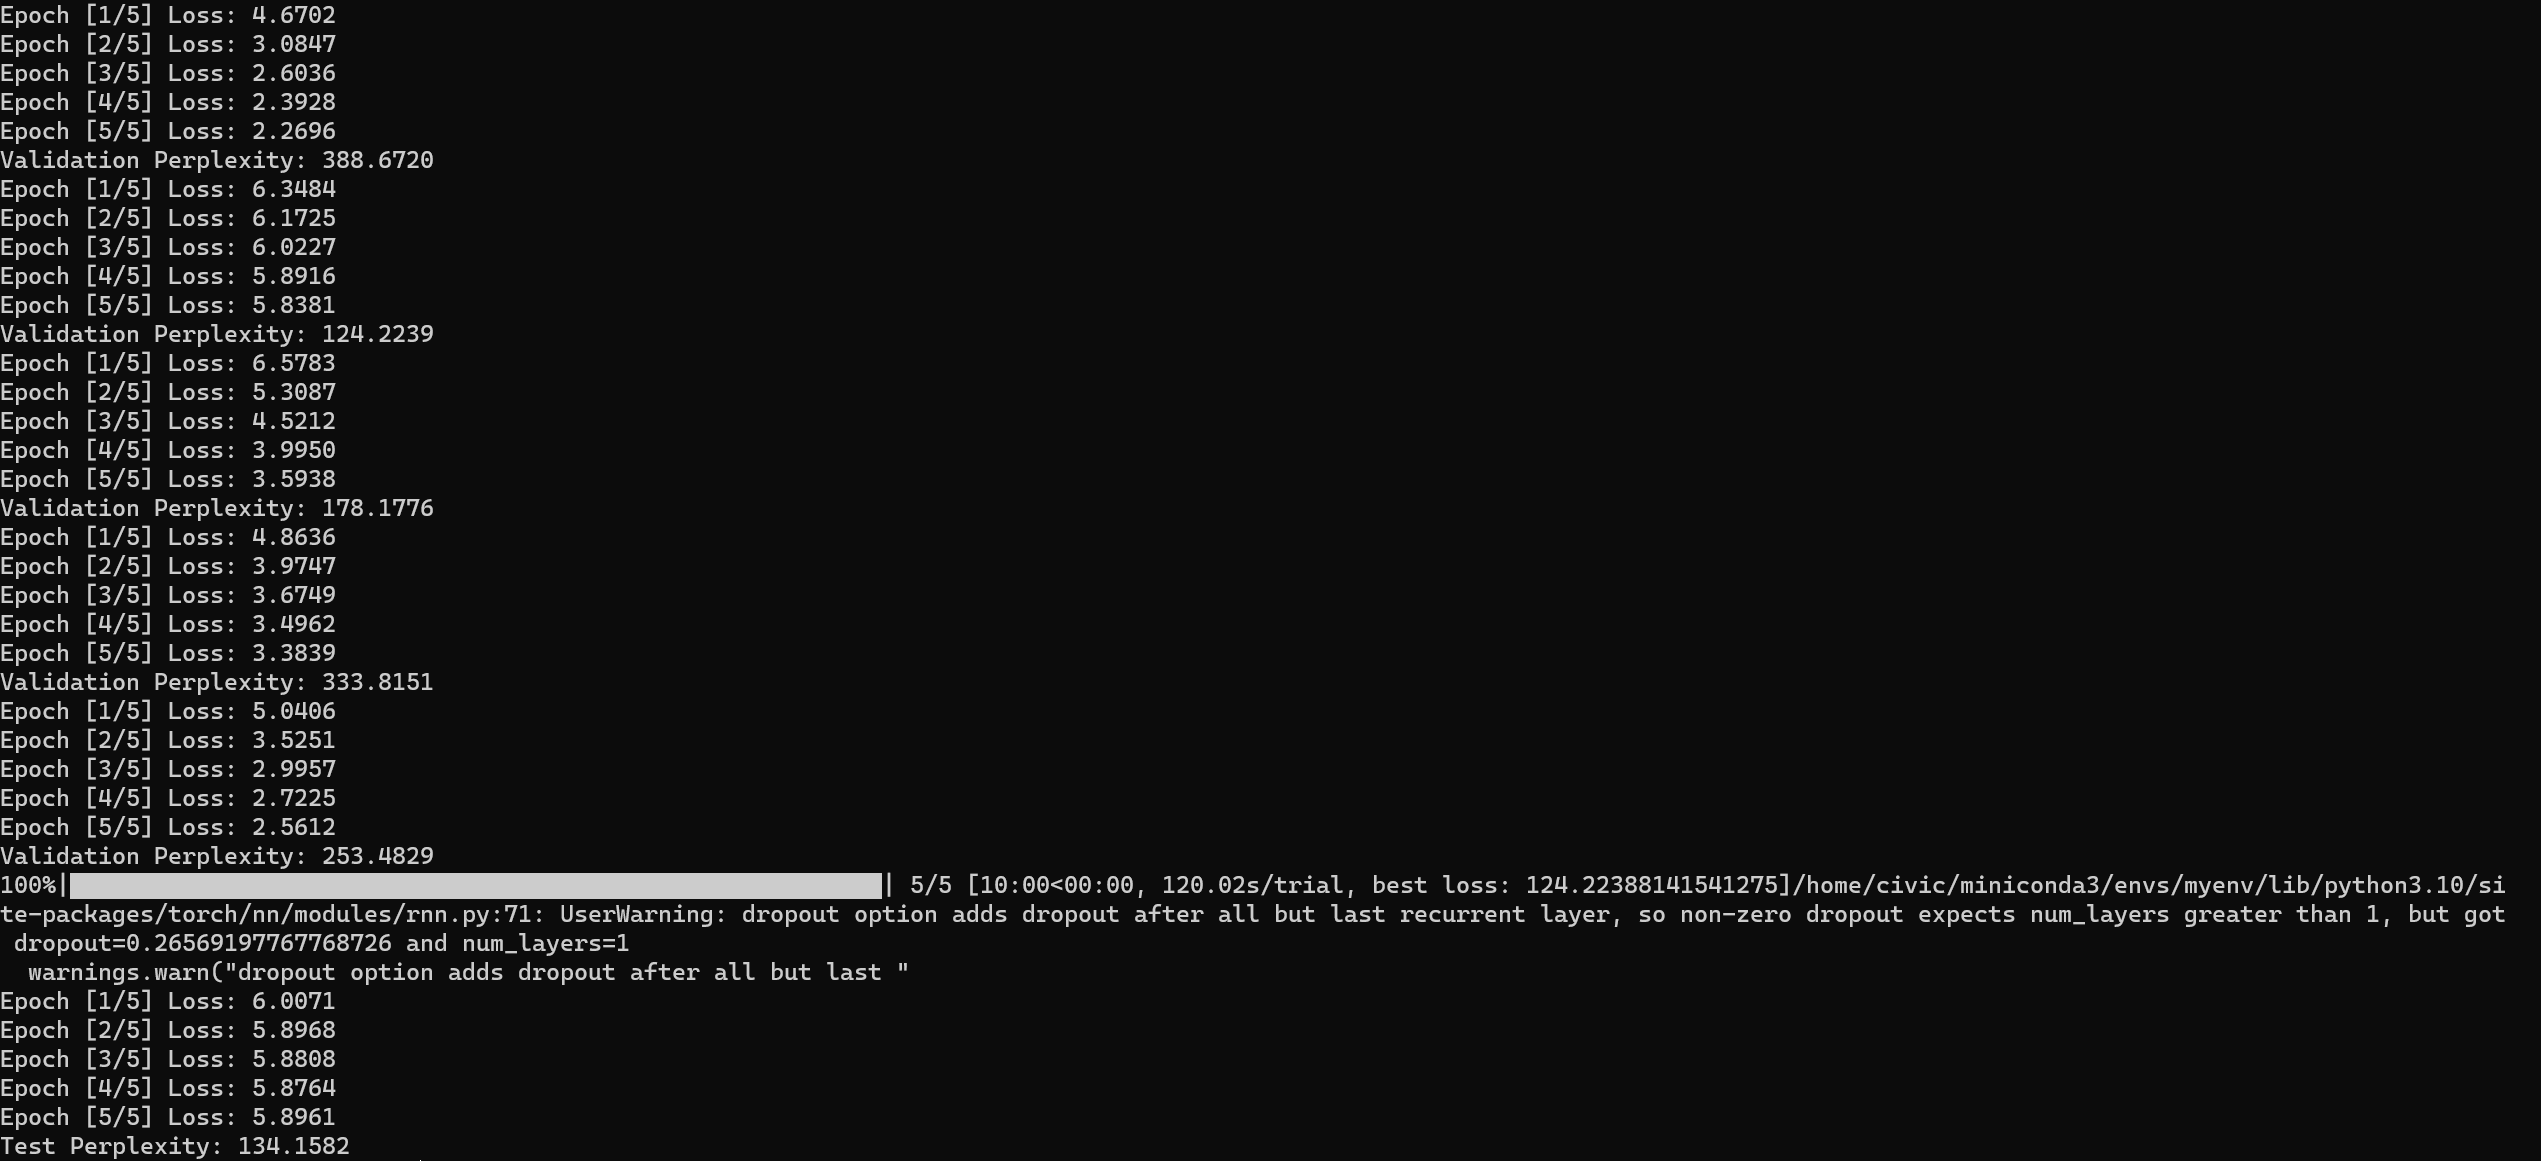 Epoch [1/5] Loss: 4.6702
Epoch [2/5] Loss: 3.0847
Epoch [3/5] Loss: 2.6036
Epoch [4/5] Loss: 2.3928
Epoch [5/5] Loss: 2.2696
Validation Perplexity: 388.6720
Epoch [1/5] Loss: 6.3484
Epoch [2/5] Loss: 6.1725
Epoch [3/5] Loss: 6.0227
Epoch [4/5] Loss: 5.8916
Epoch [5/5] Loss: 5.8381
Validation Perplexity: 124.2239
Epoch [1/5] Loss: 6.5783
Epoch [2/5] Loss: 5.3087
Epoch [3/5] Loss: 4.5212
Epoch [4/5] Loss: 3.9950
Epoch [5/5] Loss: 3.5938
Validation Perplexity: 178.1776
Epoch [1/5] Loss: 4.8636
Epoch [2/5] Loss: 3.9747
Epoch [3/5] Loss: 3.6749
Epoch [4/5] Loss: 3.4962
Epoch [5/5] Loss: 3.3839
Validation Perplexity: 333.8151
Epoch [1/5] Loss: 5.0406
Epoch [2/5] Loss: 3.5251
Epoch [3/5] Loss: 2.9957
Epoch [4/5] Loss: 2.7225
Epoch [5/5] Loss: 2.5612
Validation Perplexity: 253.4829
100%|██████████| 5/5 [10:00<00:00, 120.02s/trial, best loss: 124.22388141541275]/home/civic/miniconda3/envs/myenv/lib/python3.10/si
te-packages/torch/nn/modules/rnn.py:71: UserWarning: dropout option adds dropout after all but last recurrent layer, so non-zero dropout expects num_layers greater than 1, but got
 dropout=0.26569197767768726 and num_layers=1
  warnings.warn("dropout option adds dropout after all but last "
Epoch [1/5] Loss: 6.0071
Epoch [2/5] Loss: 5.8968
Epoch [3/5] Loss: 5.8808
Epoch [4/5] Loss: 5.8764
Epoch [5/5] Loss: 5.8961
Test Perplexity: 134.1582